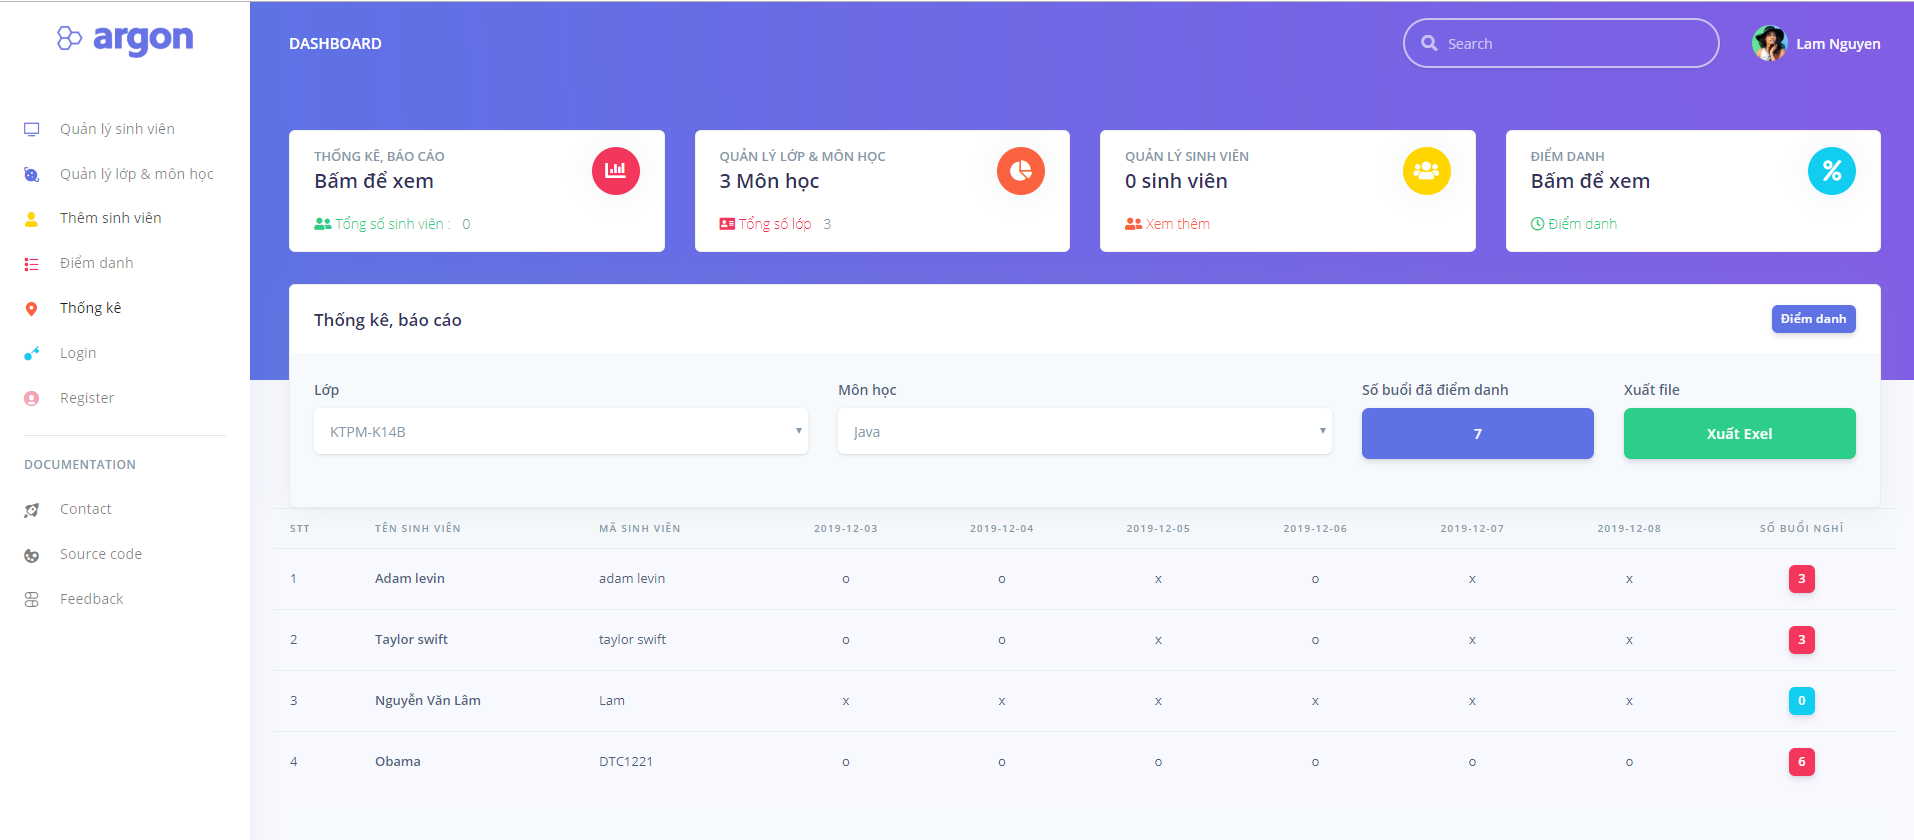 argon
Quản lý sinh viên
Quản lý lớp & môn học
Thêm sinh viên
Điểm danh
Thống kê
Login
Register
DOCUMENTATION
Contact
Source code
Feedback
DASHBOARD
Search
Lam Nguyen
THỐNG KÊ, BÁO CÁO
Bấm để xem
Tổng số sinh viên : 0
QUẢN LÝ LỚP & MÔN HỌC
3 Môn học
Tổng số lớp 3
QUẢN LÝ SINH VIÊN
0 sinh viên
Xem thêm
ĐIỂM DANH
Bấm để xem
Điểm danh
Thống kê, báo cáo
Điểm danh
Lớp
KTPM-K14B
Môn học
Java
Số buổi đã điểm danh
7
Xuất file
Xuất Exel
STT TÊN SINH VIÊN MÃ SINH VIÊN 2019-12-03 2019-12-04 2019-12-05 2019-12-06 2019-12-07 2019-12-08 SỐ BUỔI NGHỈ
1 Adam levin adam levin o o x o x x 3
2 Taylor swift taylor swift o o x o x x 3
3 Nguyễn Văn Lâm Lam x x x x x x 0
4 Obama DTC1221 o o o o o o 6